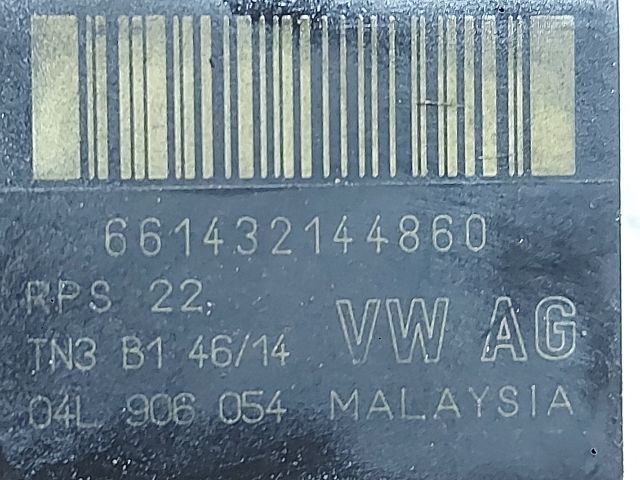 661432144860
RPS 22
TN3 B1 46/14 VW AG
04L 906 054 MALAYSIA